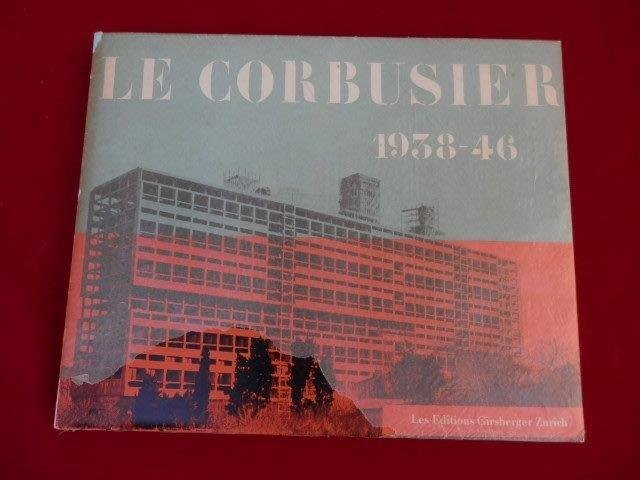 LE CORBUSIER
1938-46
Les Editions Girsberger Zurich